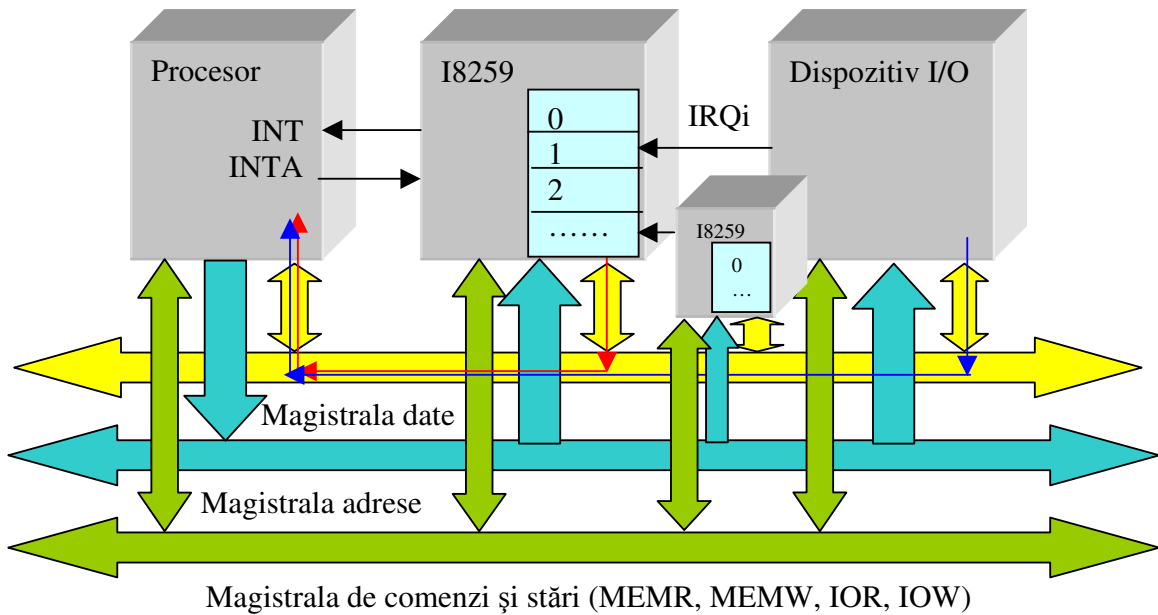 Procesor
I8259
Dispozitiv I/O
INT
INTA
0
1
2
......
IRQi
I8259
0
...
Magistrala date
Magistrala adrese
Magistrala de comenzi şi stări (MEMR, MEMW, IOR, IOW)